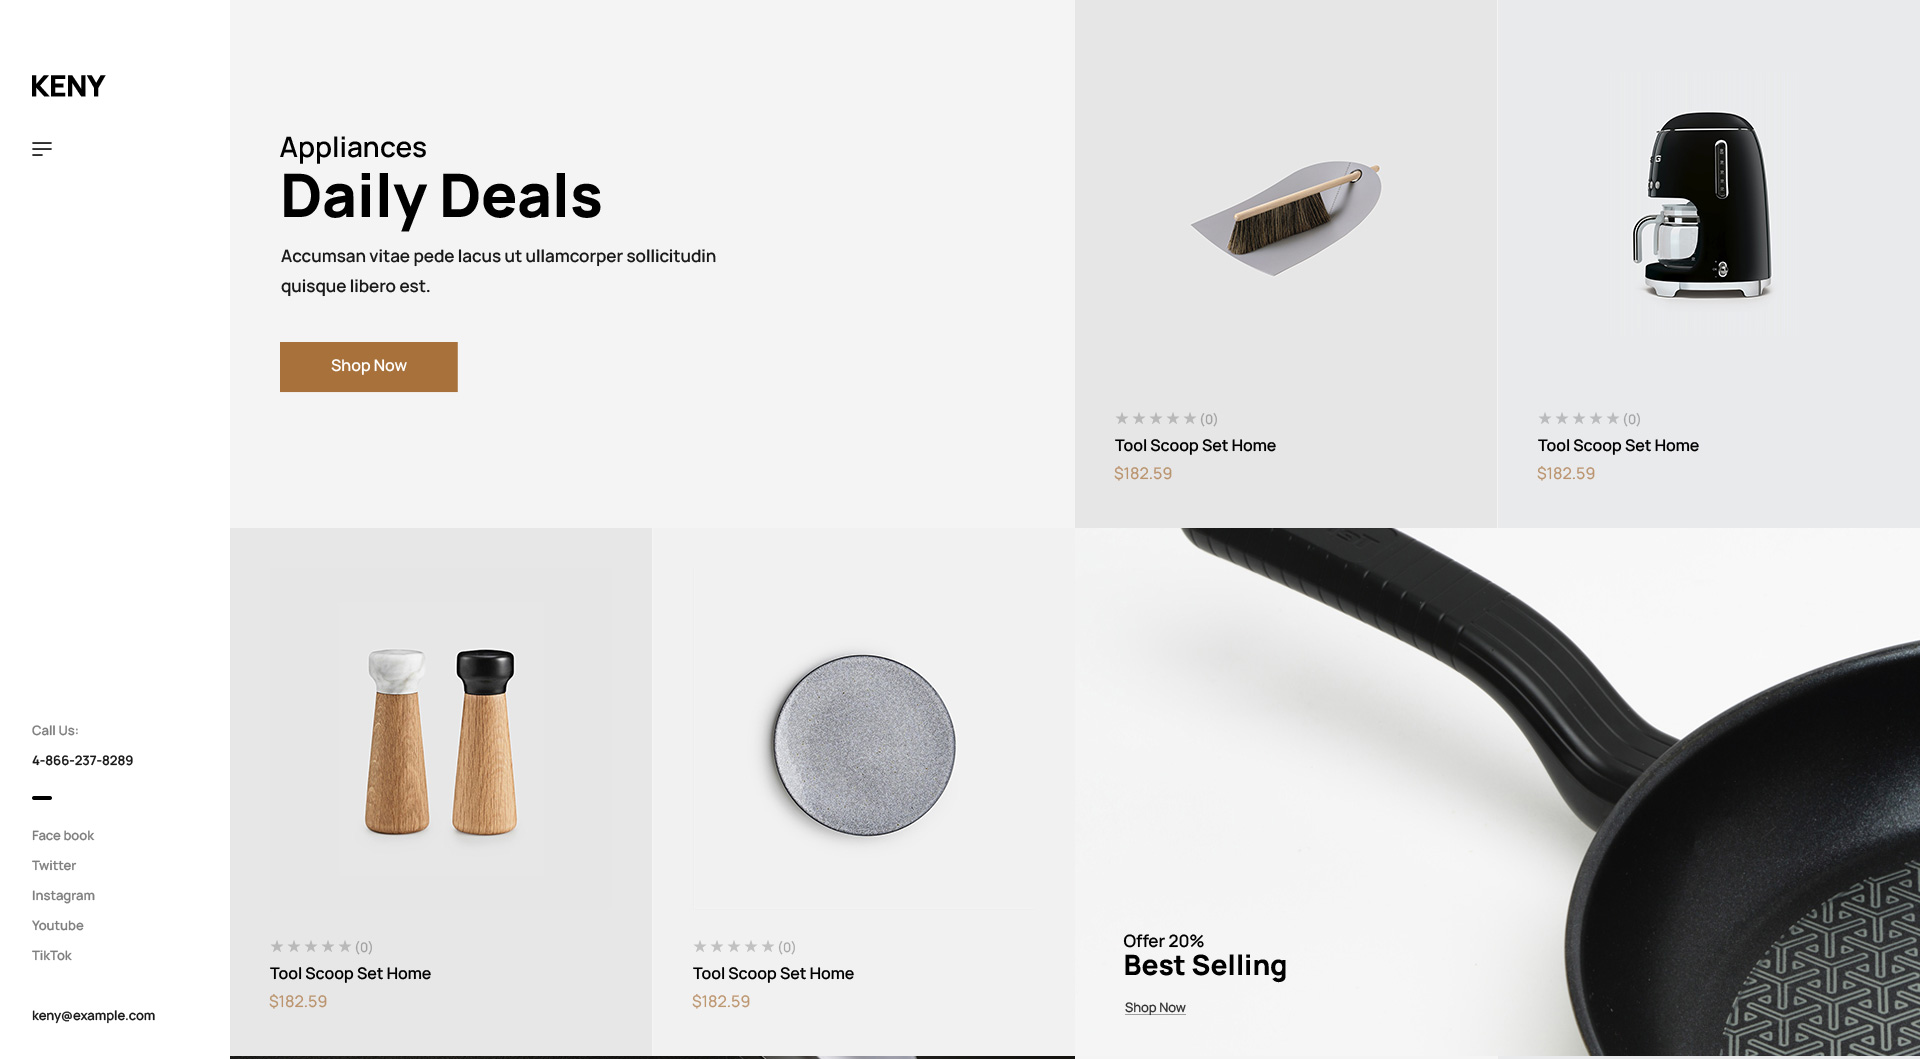 KENY
Appliances
Daily Deals
Accumsan vitae pede lacus ut ullamcorper sollicitudin
quisque libero est.
Shop Now
(0)
Tool Scoop Set Home
$182.59
(0)
Tool Scoop Set Home
$182.59
(0)
Tool Scoop Set Home
$182.59
(0)
Tool Scoop Set Home
$182.59
Offer 20%
Best Selling
Shop Now
Call Us:
4-866-237-8289
Face book
Twitter
Instagram
Youtube
TikTok
keny@example.com